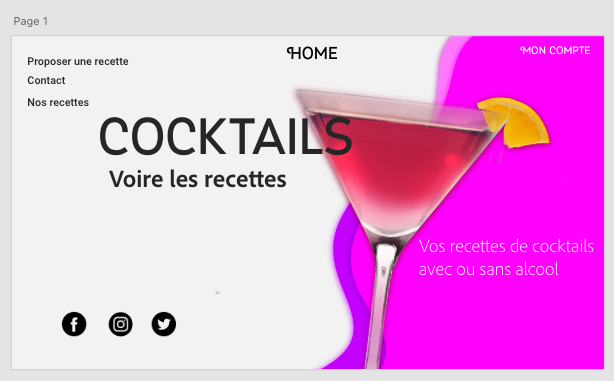 Page 1
HOME
MON COMPTE
Proposer une recette
Contact
Nos recettes
COCKTAILS
Voire les recettes
Vos recettes de cocktails
avec ou sans alcool